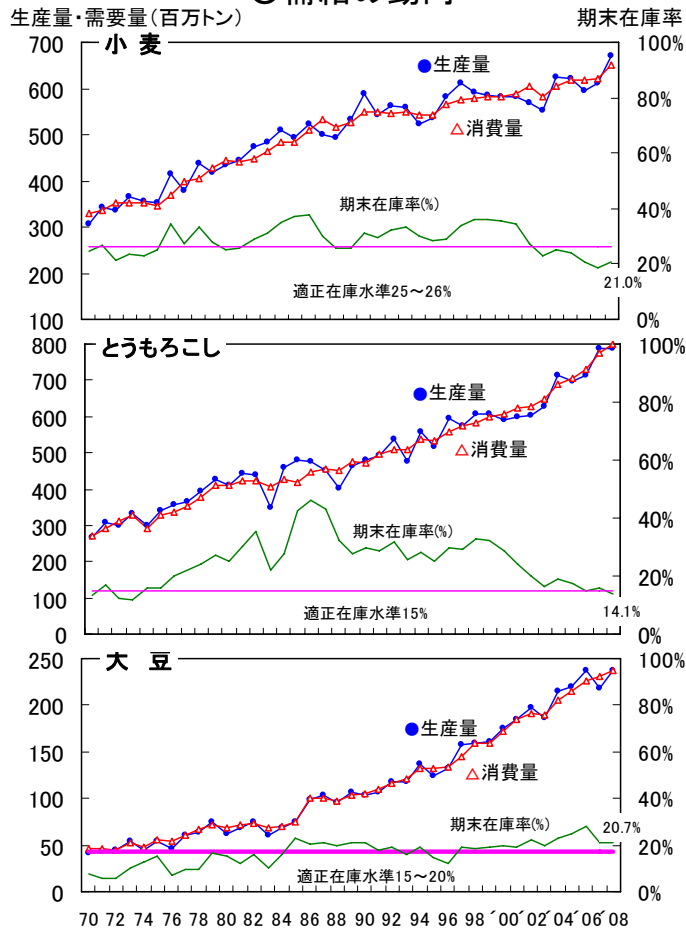 生産量・需要量(百万トン) 期末在庫率
小 麦
700 100%
●生産量
600 80%
△消費量
500
60%
400
期末在庫率(%) 40%
300
200 20%
適正在庫水準25～26% 21.0%
100 0%
とうもろこし
800 100%
700
●生産量 80%
600
△消費量
500 60%
400
期末在庫率(%) 40%
300
200 20%
100
適正在庫水準15% 14.1%
0 0%
大 豆
250 100%
200 ●生産量 80%
150 △消費量 60%
100 40%
期末在庫率(%) 20.7%
50 20%
適正在庫水準15～20%
0 0%
70 72 74 76 78 80 82 84 86 88 90 92 94 96 98 ´00 ´02 ´04 ´06 ´08